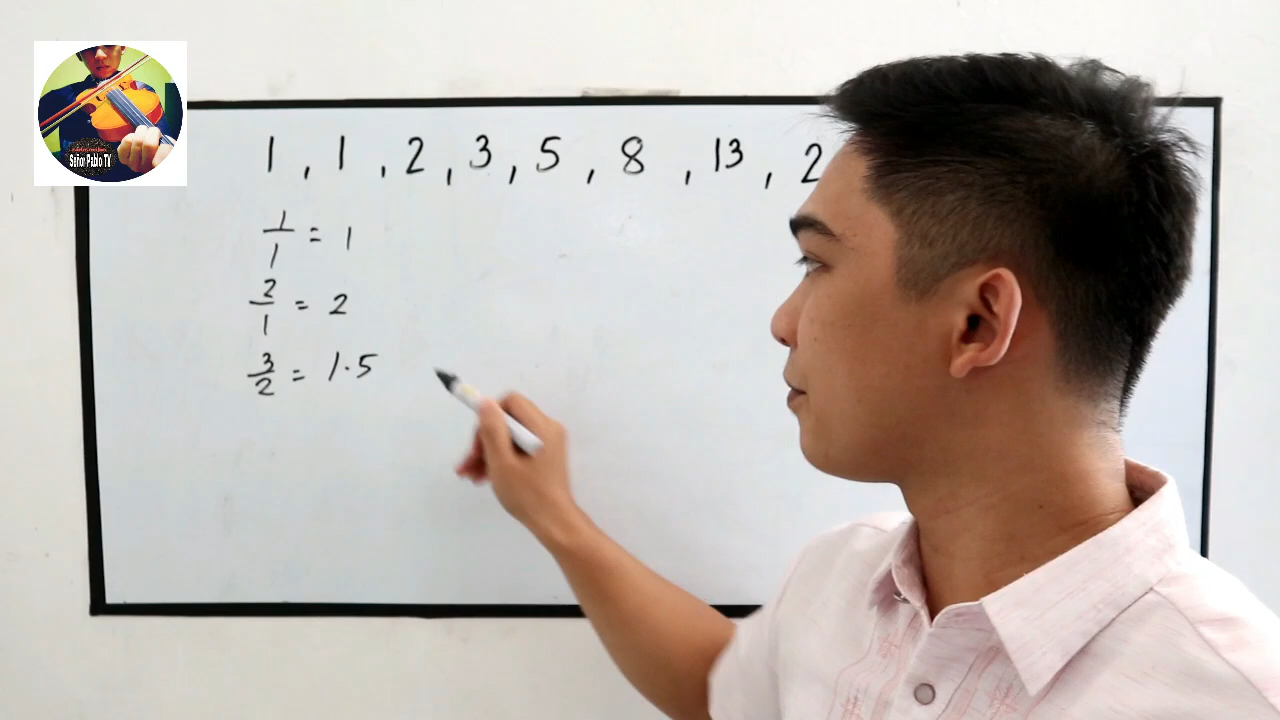 Señor Pablo TV
1, 1, 2, 3, 5, 8, 13, 2
1/1 = 1
2/1 = 2
3/2 = 1.5